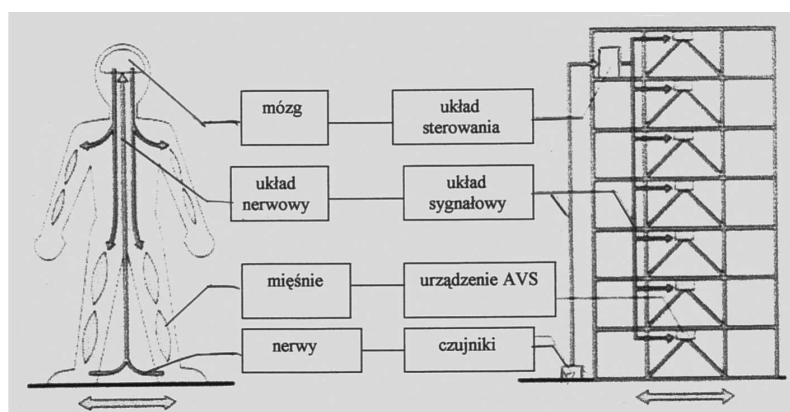 mózg
układ
sterowania
układ
nerwowy
układ
sygnałowy
mięśnie
urządzenie AVS
nerwy
czujniki